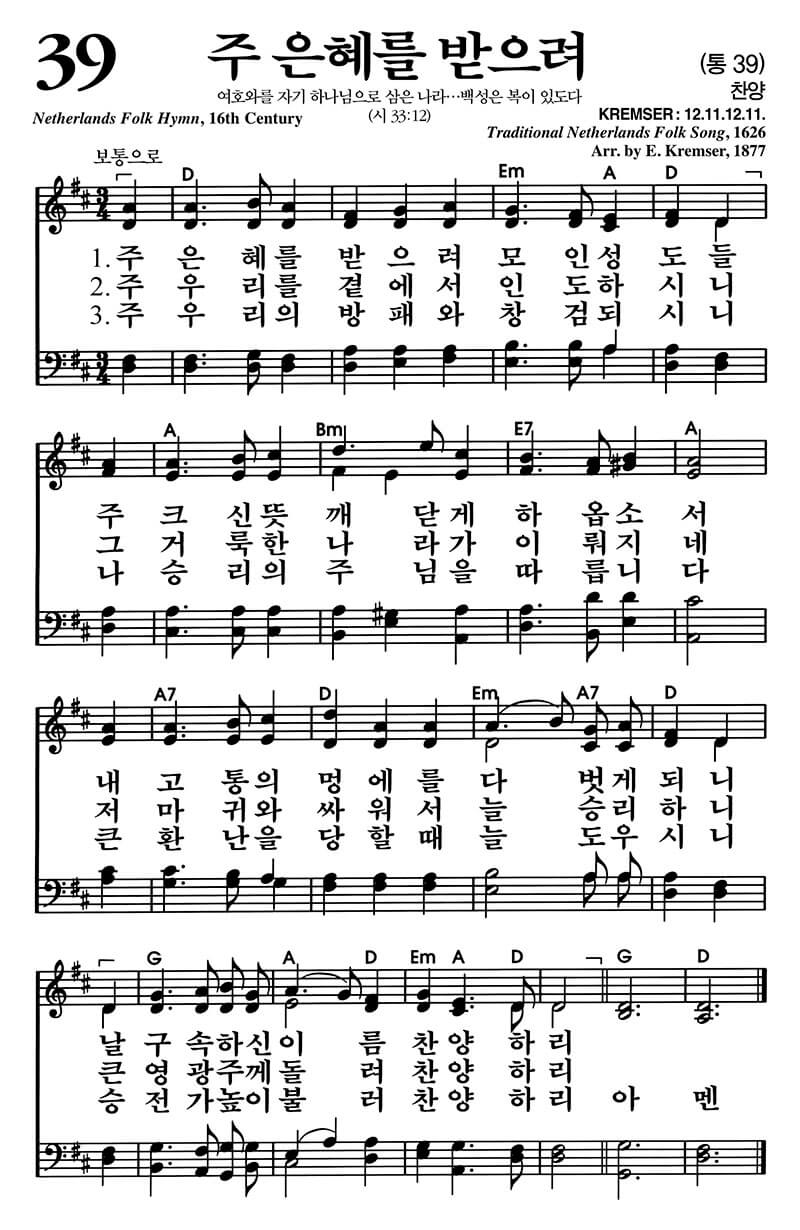 39
주 은혜를 받으려
(통 39)
여호와를 자기 하나님으로 삼은 나라…백성은 복이 있도다
찬양
Netherlands Folk Hymn, 16th Century
(시 33:12)
KREMSER : 12.11.12.11.
Traditional Netherlands Folk Song, 1626
보통으로
Arr. by E. Kremser, 1877
D Em A D
3 4
1. 주 은 혜 를 받 으 려 모 인 성 도 들
2. 주 우 리 를 곁 에 서 인 도 하 시 니
3. 주 우 리 의 방 패 와 창 검 되 시 니
3 4
A Bm E7 A
주 크 신 뜻 깨 닫 게 하 옵 소 서
그 거 룩 한 나 라 가 이 뤄 지 네
나 승 리 의 주 님 을 따 릅 니 다
A7 D Em A7 D
내 고 통 의 멍 에 를 다 벗 게 되 니
저 마 귀 와 싸 워 서 늘 승 리 하 니
큰 환 난 을 당 할 때 늘 도 우 시 니
G A D Em A D G D
날 구 속 하 신 이 름 찬 양 하 리
큰 영 광 주 께 돌 려 찬 양 하 리
승 전 가 높 이 불 러 찬 양 하 리 아 멘